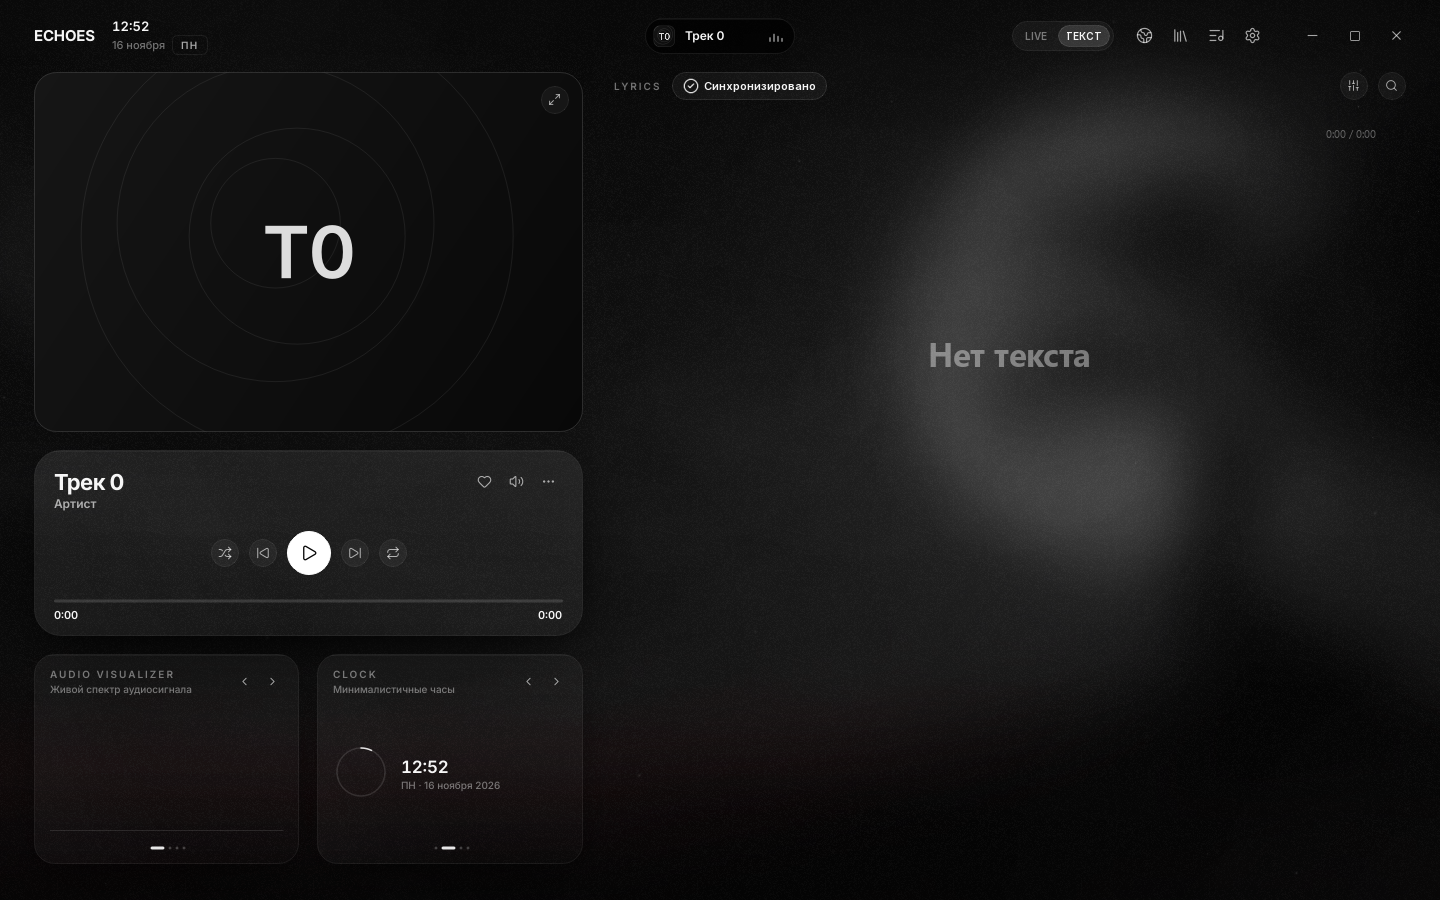 ECHOES
12:52
16 ноября ПН
T0 Трек 0
LIVE ТЕКСТ
LYRICS Синхронизировано
0:00 / 0:00
T0
Нет текста
Трек 0
Артист
0:00 0:00
AUDIO VISUALIZER
Живой спектр аудиосигнала
CLOCK
Минималистичные часы
12:52
ПН · 16 ноября 2026